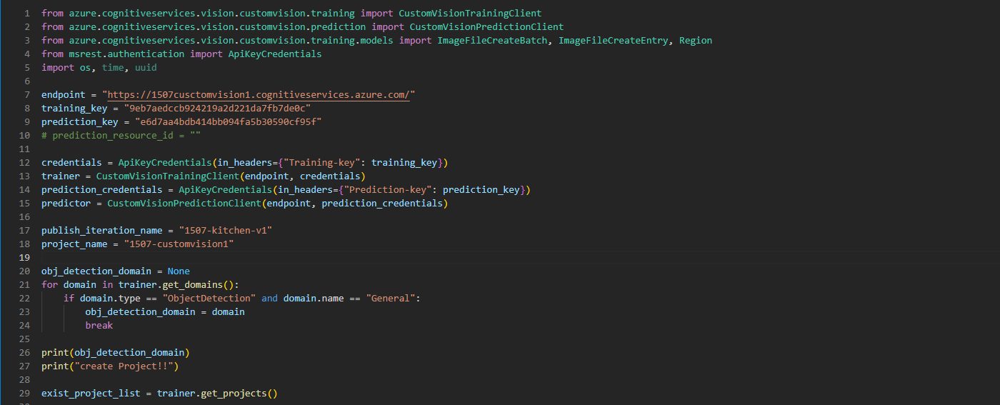 1 from azure.cognitiveservices.vision.customvision.training import CustomVisionTrainingClient
2 from azure.cognitiveservices.vision.customvision.prediction import CustomVisionPredictionClient
3 from azure.cognitiveservices.vision.customvision.training.models import ImageFileCreateBatch, ImageFileCreateEntry, Region
4 from msrest.authentication import ApiKeyCredentials
5 import os, time, uuid
6
7 endpoint = "https://1507cusctomvision1.cognitiveservices.azure.com/"
8 training_key = "9eb7aedccb924219a2d221da7fb7de0c"
9 prediction_key = "e6d7aa4bdb414bb094fa5b30590cf95f"
10 # prediction_resource_id = ""
11
12 credentials = ApiKeyCredentials(in_headers={"Training-key": training_key})
13 trainer = CustomVisionTrainingClient(endpoint, credentials)
14 prediction_credentials = ApiKeyCredentials(in_headers={"Prediction-key": prediction_key})
15 predictor = CustomVisionPredictionClient(endpoint, prediction_credentials)
16
17 publish_iteration_name = "1507-kitchen-v1"
18 project_name = "1507-customvision1"
19
20 obj_detection_domain = None
21 for domain in trainer.get_domains():
22     if domain.type == "ObjectDetection" and domain.name == "General":
23         obj_detection_domain = domain
24         break
25
26 print(obj_detection_domain)
27 print("create Project!!")
28
29 exist_project_list = trainer.get_projects()